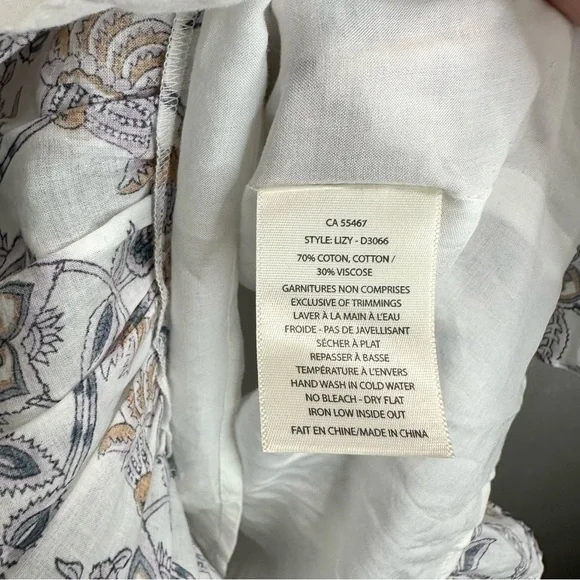 CA 55467
STYLE: LIZY - D3066
70% COTON, COTTON /
30% VISCOSE
GARNITURES NON COMPRISES
EXCLUSIVE OF TRIMMINGS
LAVER À LA MAIN À L'EAU
FROIDE - PAS DE JAVELLISANT
SÉCHER À PLAT
REPASSER À BASSE
TEMPÉRATURE À L'ENVERS
HAND WASH IN COLD WATER
NO BLEACH - DRY FLAT
IRON LOW INSIDE OUT
FAIT EN CHINE/MADE IN CHINA